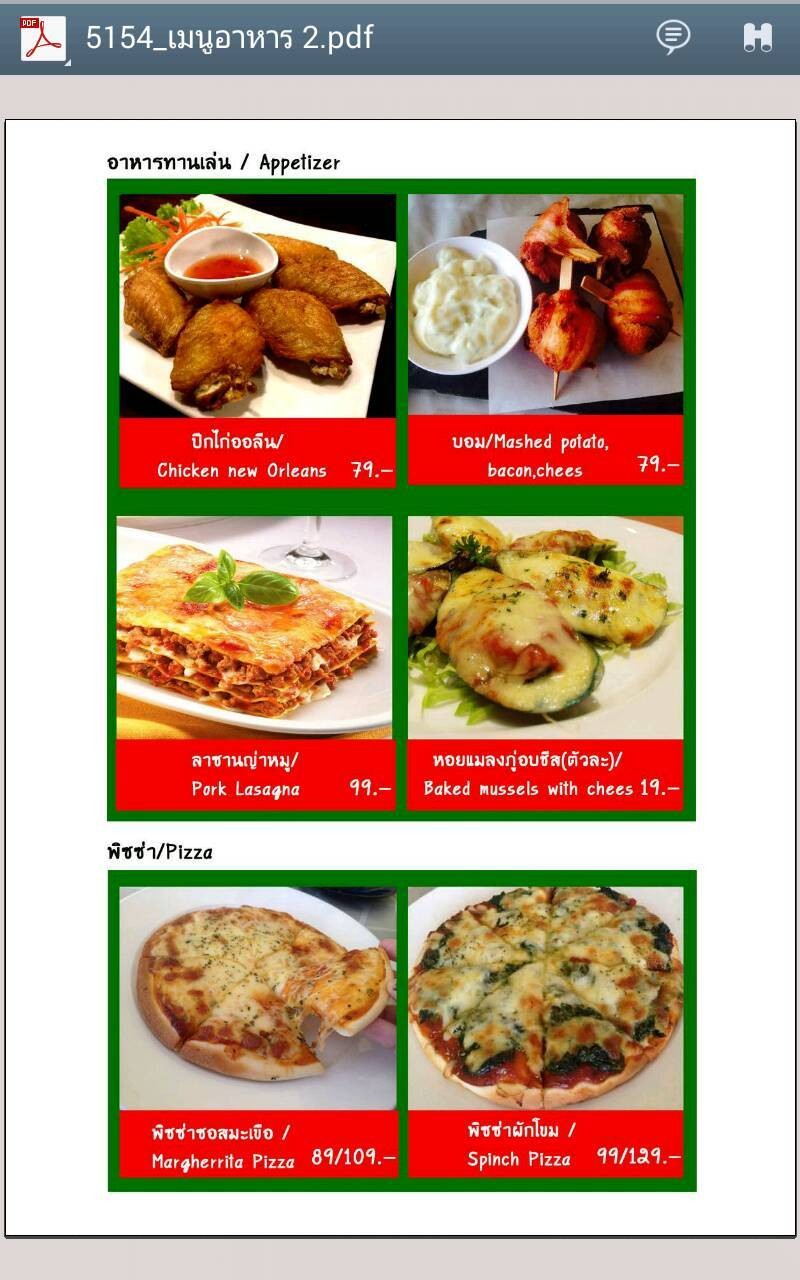 PDF
5154_เมนูอาหาร 2.pdf
อาหารทานเล่น / Appetizer
ปีกไก่ออลีน/
Chicken new Orleans 79.-
บอม/Mashed potato,
bacon,chees 79.-
ลาซานญ่าหมู/
Pork Lasagna 99.-
หอยแมลงภู่อบชีส(ตัวละ)/
Baked mussels with chees 19.-
พิซซ่า/Pizza
พิซซ่าซอสมะเขือ /
Margherrita Pizza 89/109.-
พิซซ่าผักโขม /
Spinch Pizza 99/129.-